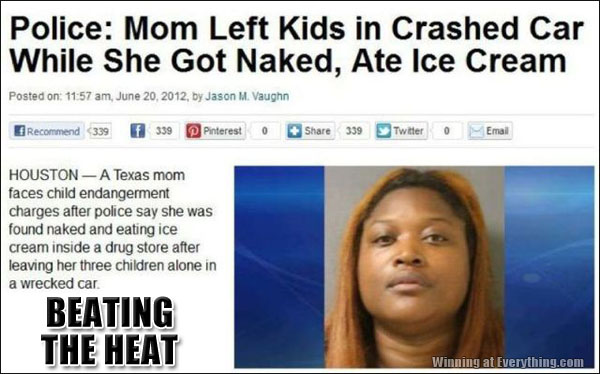 Police: Mom Left Kids in Crashed Car
While She Got Naked, Ate Ice Cream
Posted on: 11:57 am, June 20, 2012, by Jason M. Vaughn
Recommend 339 339 Pinterest 0 Share 339 Twitter 0 Email
HOUSTON — A Texas mom
faces child endangerment
charges after police say she was
found naked and eating ice
cream inside a drug store after
leaving her three children alone in
a wrecked car.
BEATING
THE HEAT
Winning at Everything.com